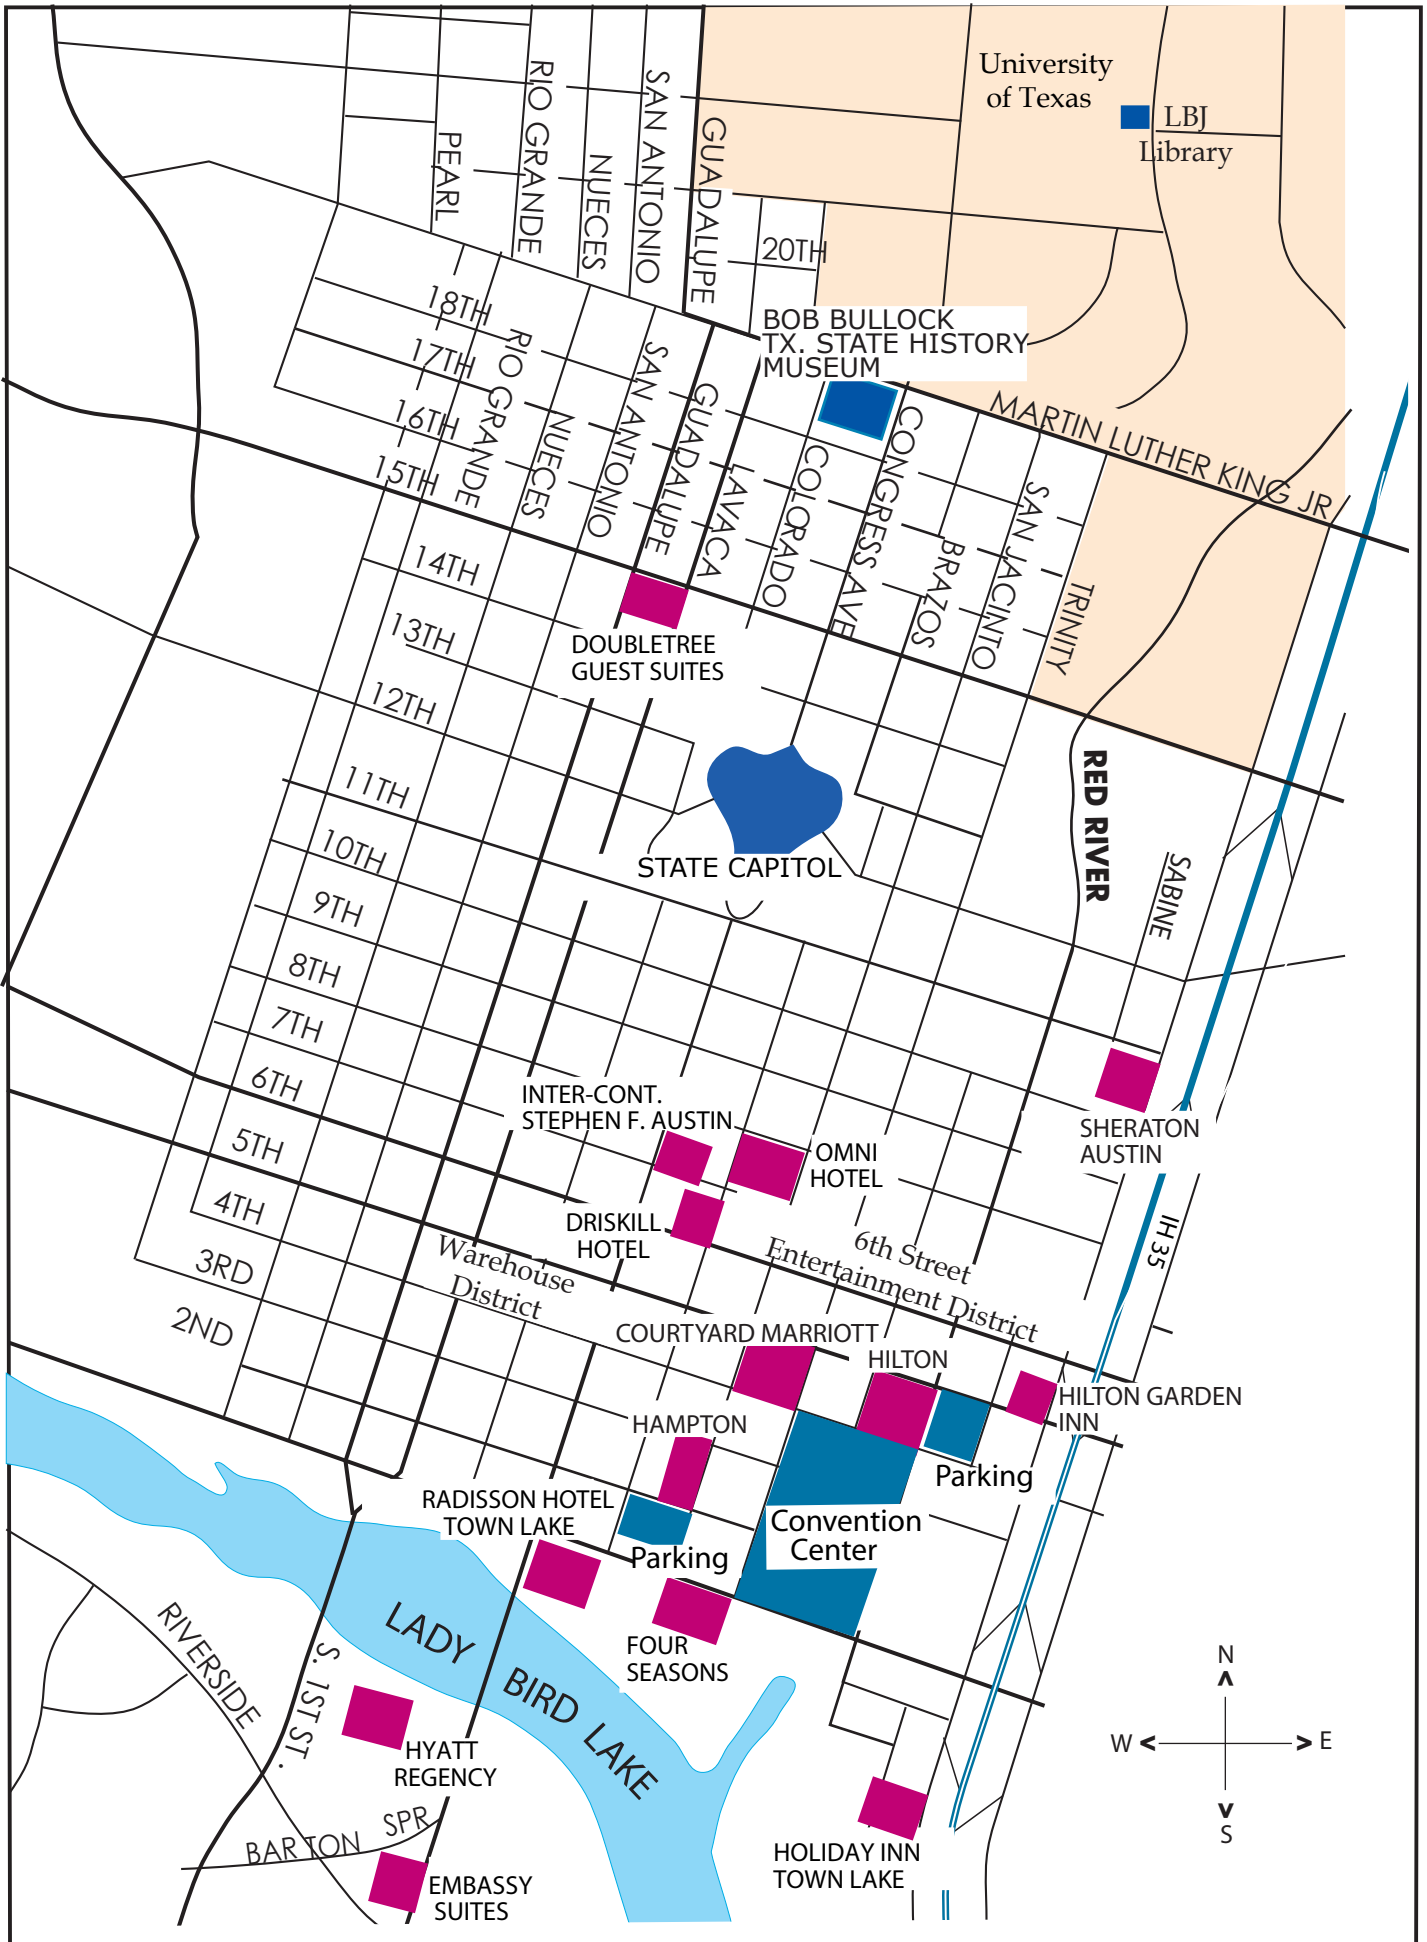 University
of Texas
LBJ
Library
RIO GRANDE
SAN ANTONIO
GUADALUPE
PEARL
NUECES
20TH
18TH
17TH
16TH
15TH
RIO GRANDE
NUECES
SAN ANTONIO
GUADALUPE
LAVACA
COLORADO
CONGRESS AVE
BRAZOS
SAN JACINTO
TRINITY
BOB BULLOCK
TX. STATE HISTORY
MUSEUM
MARTIN LUTHER KING JR
14TH
13TH
12TH
11TH
10TH
9TH
8TH
7TH
6TH
5TH
4TH
3RD
2ND
DOUBLETREE
GUEST SUITES
STATE CAPITOL
RED RIVER
SABINE
INTER-CONT.
STEPHEN F. AUSTIN
OMNI
HOTEL
SHERATON
AUSTIN
DRISKILL
HOTEL
IH 35
Warehouse
District
6th Street
Entertainment District
COURTYARD MARRIOTT
HILTON
HILTON GARDEN
INN
HAMPTON
Parking
RADISSON HOTEL
TOWN LAKE
Convention
Center
Parking
FOUR
SEASONS
LADY BIRD LAKE
RIVERSIDE
S. 1ST ST.
HYATT
REGENCY
BARTON SPR
EMBASSY
SUITES
HOLIDAY INN
TOWN LAKE
N
W
E
S